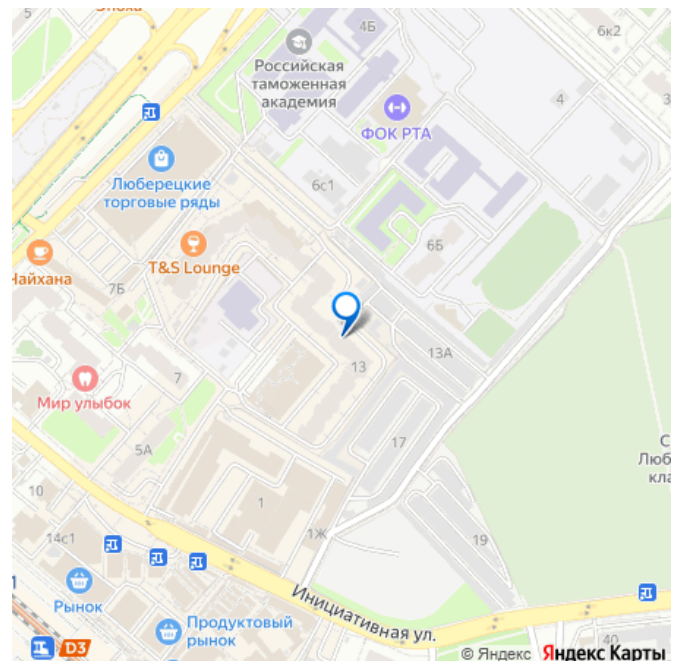 5
4Б
6к2
Российская
таможенная
академия
ФОК РТА
4
3
Люберецкие
торговые ряды
6с1
T&S Lounge
6Б
Чайхана
7Б
13А
13
7
Мир улыбок
17
5А
10
1
1Ж
14с1
19
Рынок
Инициативная ул.
Продуктовый
рынок
D3
40
© Яндекс Яндекс Карты